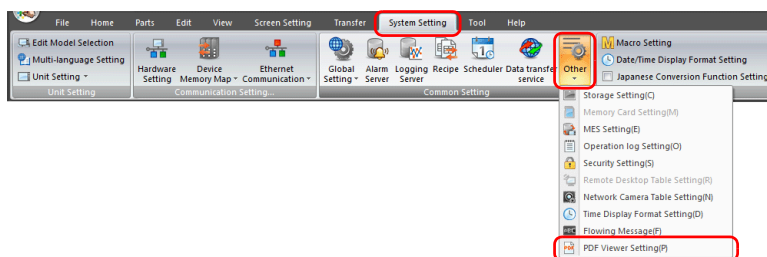 File Home Parts Edit View Screen Setting Transfer System Setting Tool Help
Edit Model Selection
Multi-language Setting
Unit Setting
Unit Setting
Hardware Setting
Device Memory Map
Ethernet Communication
Communication Setting...
Global Setting
Alarm Server
Logging Server
Recipe
Scheduler
Data transfer service
Common Setting
Other
Macro Setting
Date/Time Display Format Setting
Japanese Conversion Function Setting
Storage Setting(C)
Memory Card Setting(M)
MES Setting(E)
Operation log Setting(O)
Security Setting(S)
Remote Desktop Table Setting(R)
Network Camera Table Setting(N)
Time Display Format Setting(D)
ABC Flowing Message(F)
PDF PDF Viewer Setting(P)